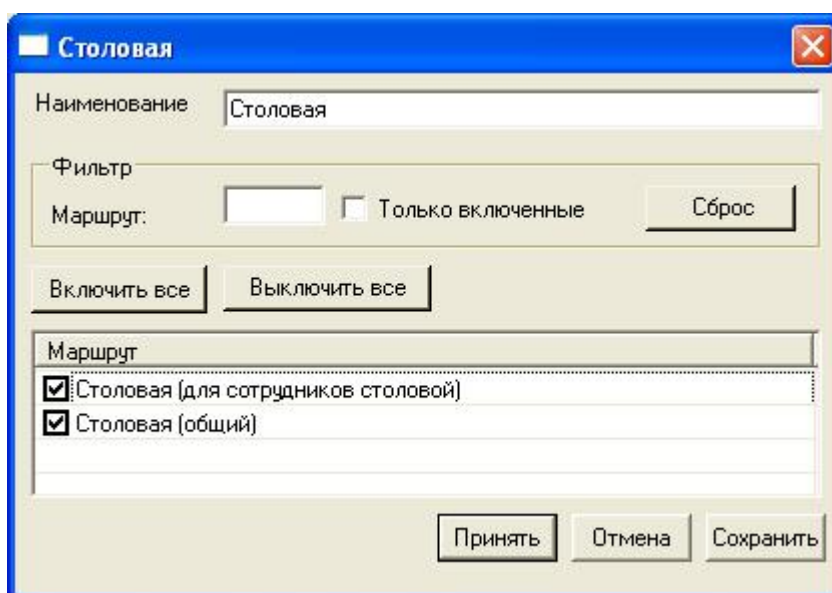 Столовая
Наименование Столовая
Фильтр
Маршрут: Только включенные Сброс
Включить все Выключить все
Маршрут
Столовая (для сотрудников столовой)
Столовая (общий)
Принять Отмена Сохранить